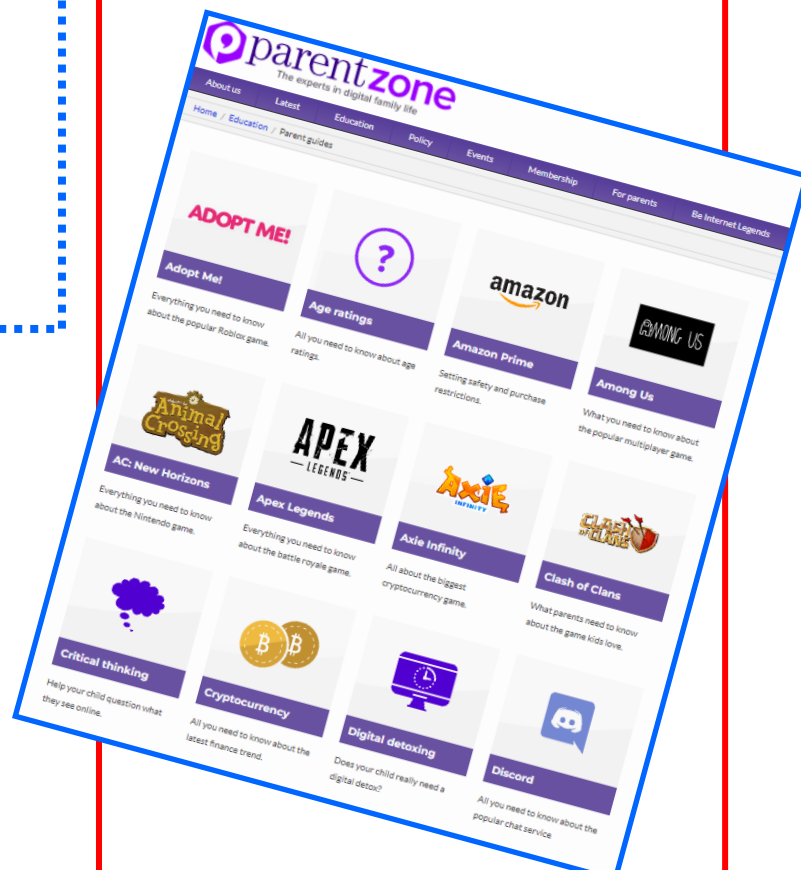 parentzone
The experts in digital family life
About us
Latest
Education
Policy
Events
Membership
For parents
Be Internet Legends
Home / Education / Parent guides
ADOPT ME!
Adopt Me!
Everything you need to know
about the popular Roblox game.
?
Age ratings
All you need to know about age
ratings.
amazon
Amazon Prime
Setting safety and purchase
restrictions.
AMONG US
Among Us
What you need to know about
the popular multiplayer game.
Animal
Crossing
AC: New Horizons
Everything you need to know
about the Nintendo game.
APEX
LEGENDS
Apex Legends
Everything you need to know
about the battle royale game.
AXIE
INFINITY
Axie Infinity
All about the biggest
cryptocurrency game.
CLASH
OF CLANS
Clash of Clans
What parents need to know
about the game kids love.
Critical thinking
Help your child question what
they see online.
Cryptocurrency
All you need to know about the
latest finance trend.
Digital detoxing
Does your child really need a
digital detox?
Discord
All you need to know about the
popular chat service